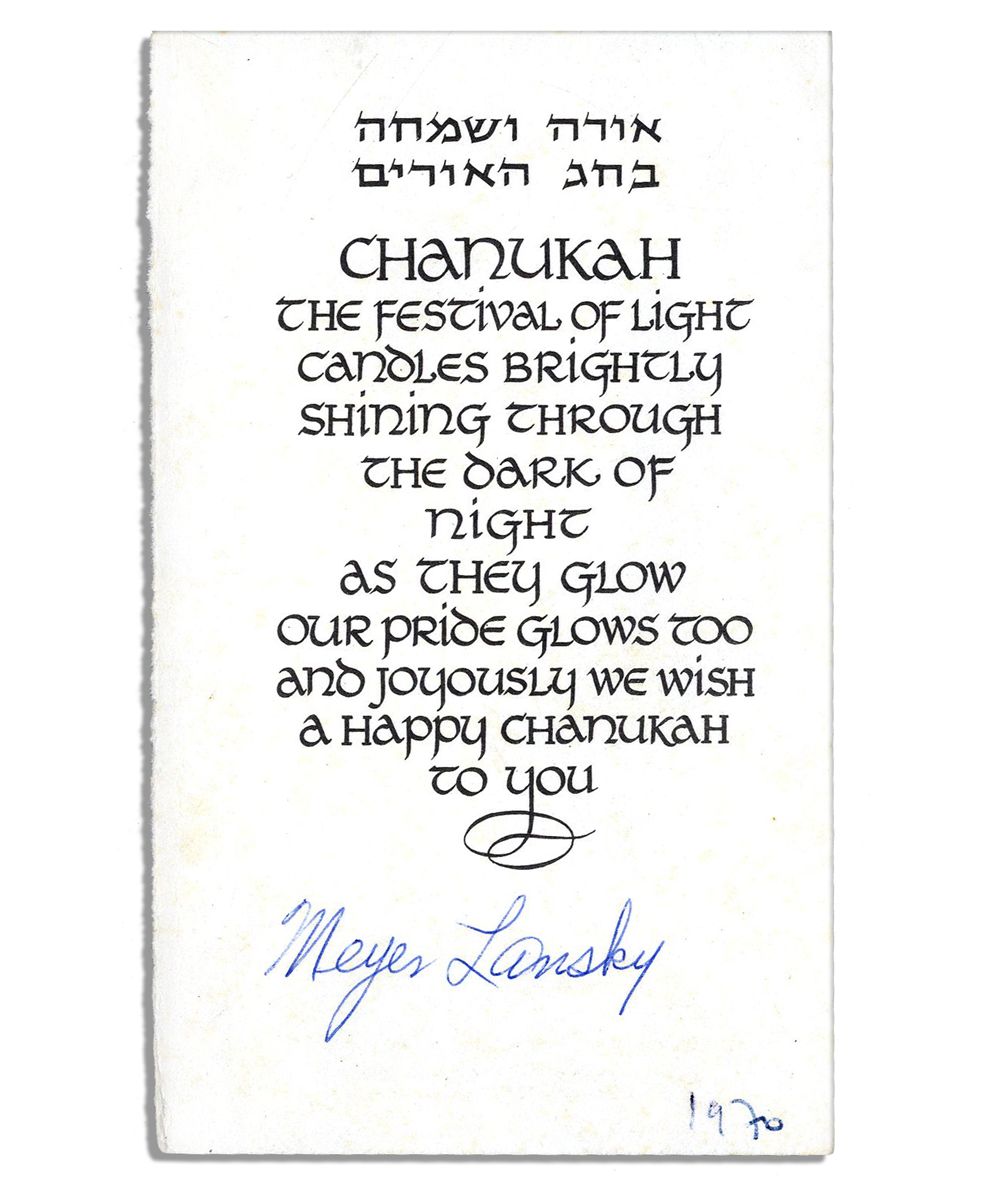 אורה ושמחה
בחג האורים
CHANUKAH
THE FESTIVAL OF LIGHT
CANDLES BRIGHTLY
SHINING THROUGH
THE DARK OF
NIGHT
AS THEY GLOW
OUR PRIDE GLOWS TOO
AND JOYOUSLY WE WISH
A HAPPY CHANUKAH
TO YOU
Meyer Lansky
1970